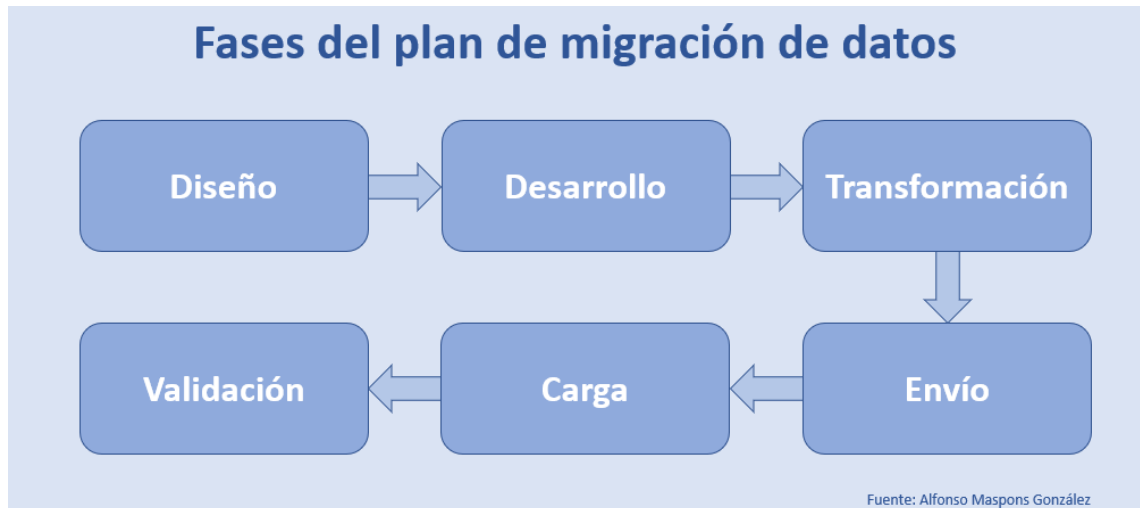 Fases del plan de migración de datos
Diseño
Desarrollo
Transformación
Envío
Carga
Validación
Fuente: Alfonso Maspons González